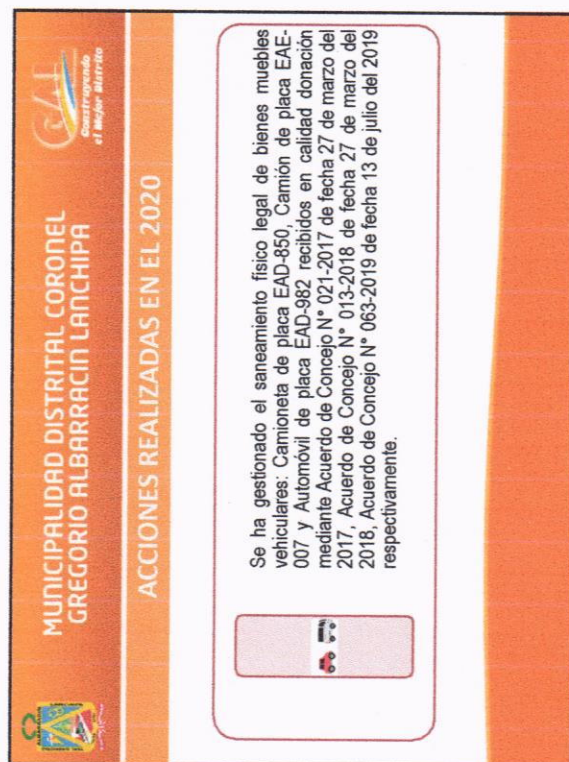 MUNICIPALIDAD DISTRITAL CORONEL
GREGORIO ALBARRACIN LANCHIPA
Construyendo
el Mejor Distrito
ACCIONES REALIZADAS EN EL 2020
Se ha gestionado el saneamiento físico legal de bienes muebles
vehiculares: Camioneta de placa EAD-850, Camión de placa EAE-
007 y Automóvil de placa EAD-982 recibidos en calidad donación
mediante Acuerdo de Concejo N° 021-2017 de fecha 27 de marzo del
2017, Acuerdo de Concejo N° 013-2018 de fecha 27 de marzo del
2018, Acuerdo de Concejo N° 063-2019 de fecha 13 de julio del 2019
respectivamente.